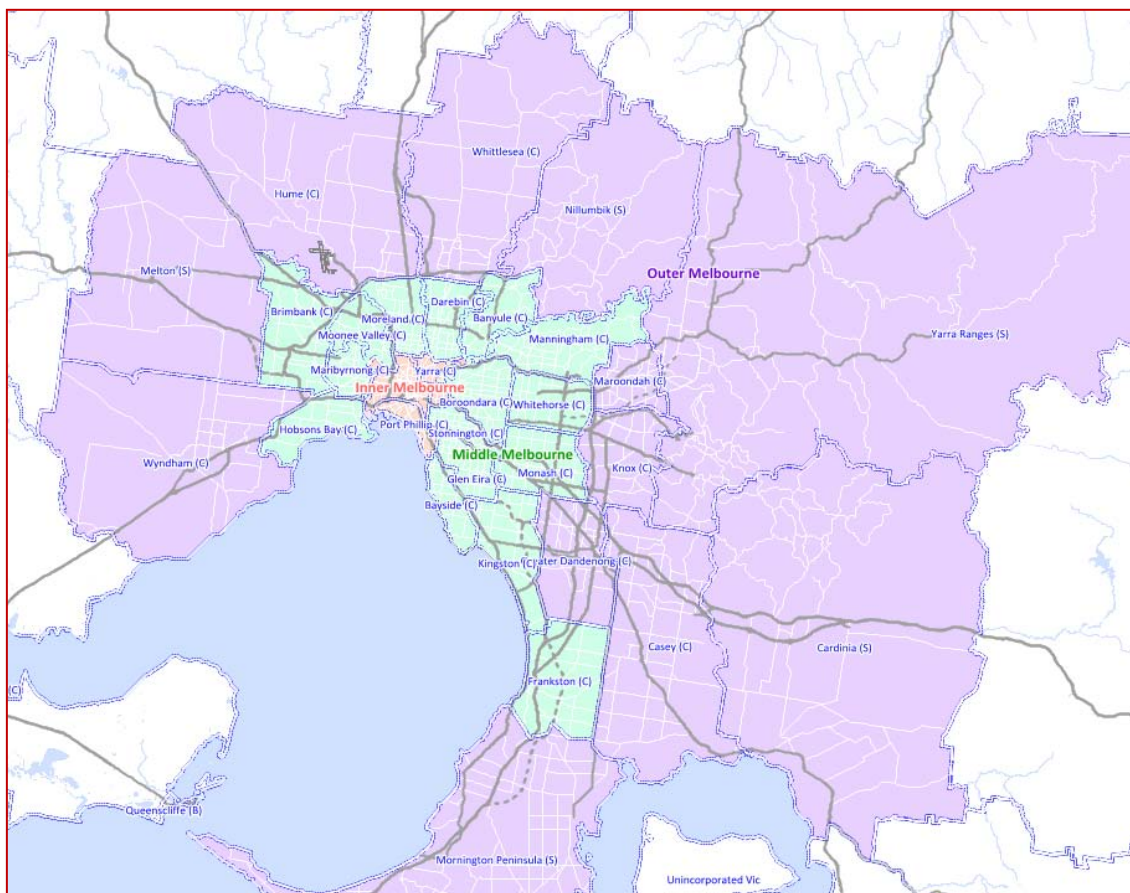 Whittlesea (C)
Hume (C)
Nillumbik (S)
Melton (S)
Outer Melbourne
Darebin (C)
Brimbank (C)
Moreland (C)
Banyule (C)
Moonee Valley (C)
Manningham (C)
Yarra Ranges (S)
Maribyrnong (C)
Yarra (C)
Maroondah (C)
Inner Melbourne
Boroondara (C)
Whitehorse (C)
Port Phillip (C)
Hobsons Bay (C)
Stonnington (C)
Middle Melbourne
Wyndham (C)
Monash (C)
Knox (C)
Glen Eira (C)
Bayside (C)
Kingston (C)
ater Dandenong (C)
Casey (C)
Cardinia (S)
Frankston (C)
(C)
Queenscliffe (B)
Mornington Peninsula (S)
Unincorporated Vic